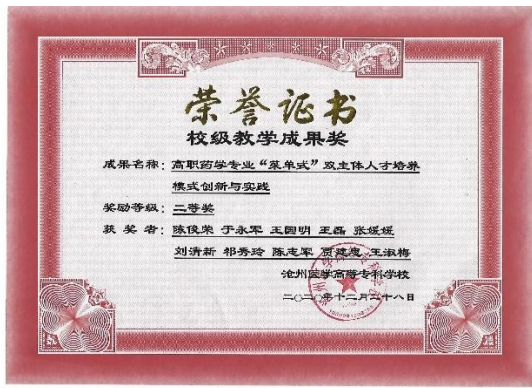 荣誉证书
校级教学成果奖
成果名称：高职药学专业“菜单式”双主体人才培养
模式创新与实践
奖励等级：二等奖
获 奖 者：陈俊荣 于永军 王国明 王磊 张媛媛
刘清新 祁秀玲 陈志军 贾建忠 王淑梅
沧州医学高等专科学校
二〇二〇年十二月二十八日